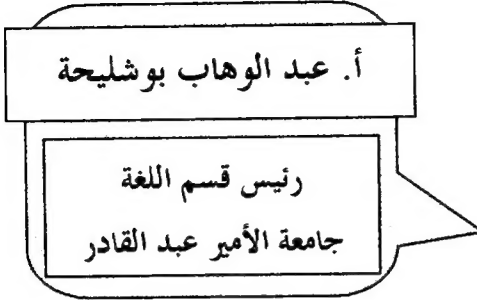 أ. عبد الوهاب بوشليحة
رئيس قسم اللغة
جامعة الأمير عبد القادر